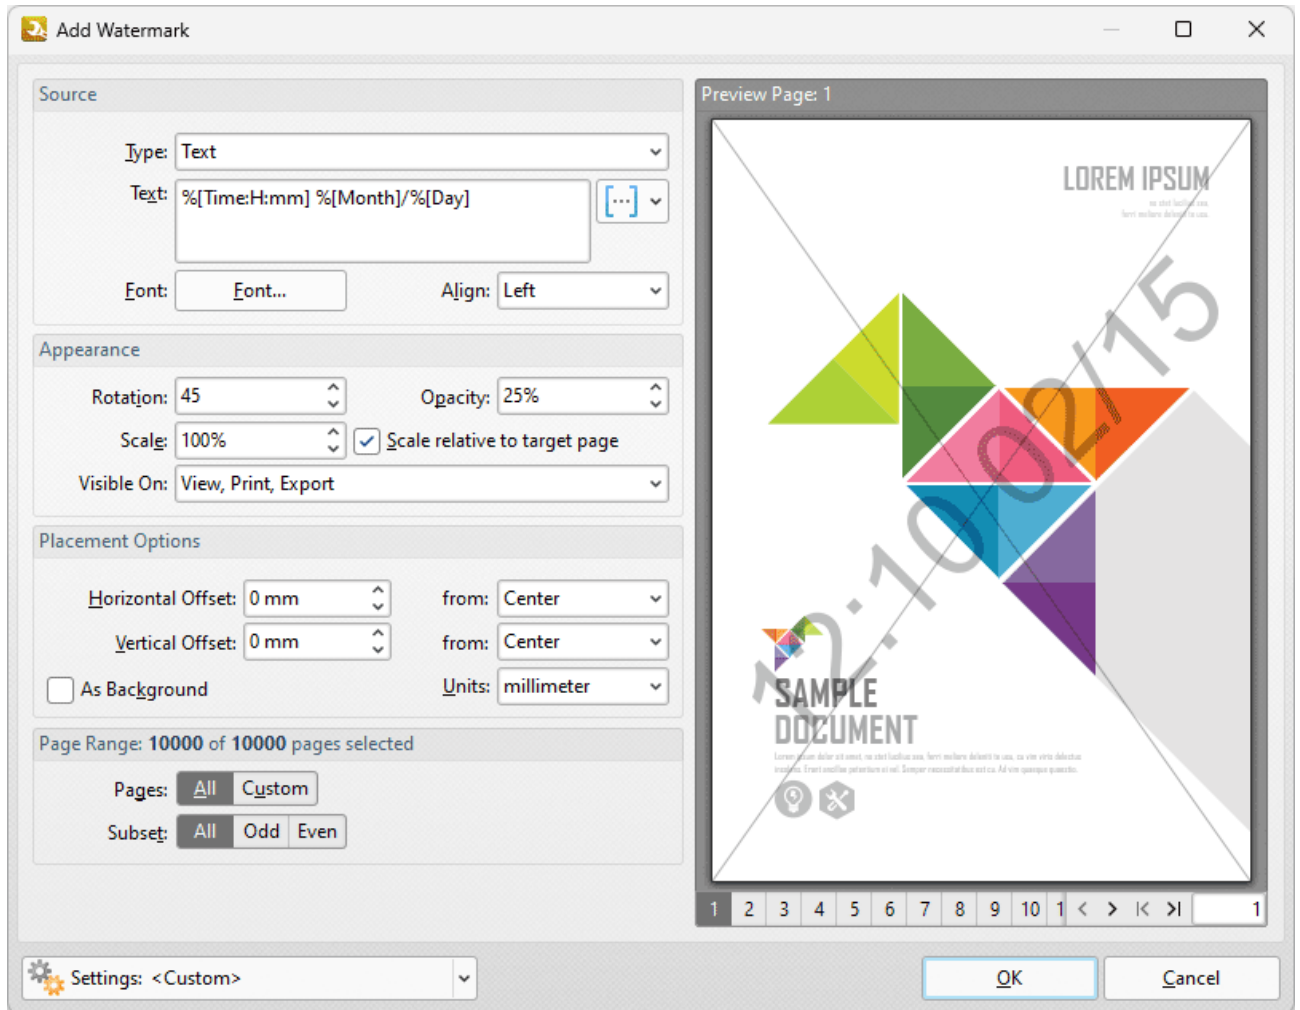 Add Watermark
Source
Type: Text
Text: %[Time:H:mm] %[Month]/%[Day]
Font: Font... Align: Left
Appearance
Rotation: 45 Opacity: 25%
Scale: 100% Scale relative to target page
Visible On: View, Print, Export
Placement Options
Horizontal Offset: 0 mm from: Center
Vertical Offset: 0 mm from: Center
As Background Units: millimeter
Page Range: 10000 of 10000 pages selected
Pages: All Custom
Subset: All Odd Even
Preview Page: 1
LOREM IPSUM
12:10 02/15
SAMPLE
DOCUMENT
1 2 3 4 5 6 7 8 9 10 1 1
Settings: <Custom>
OK Cancel